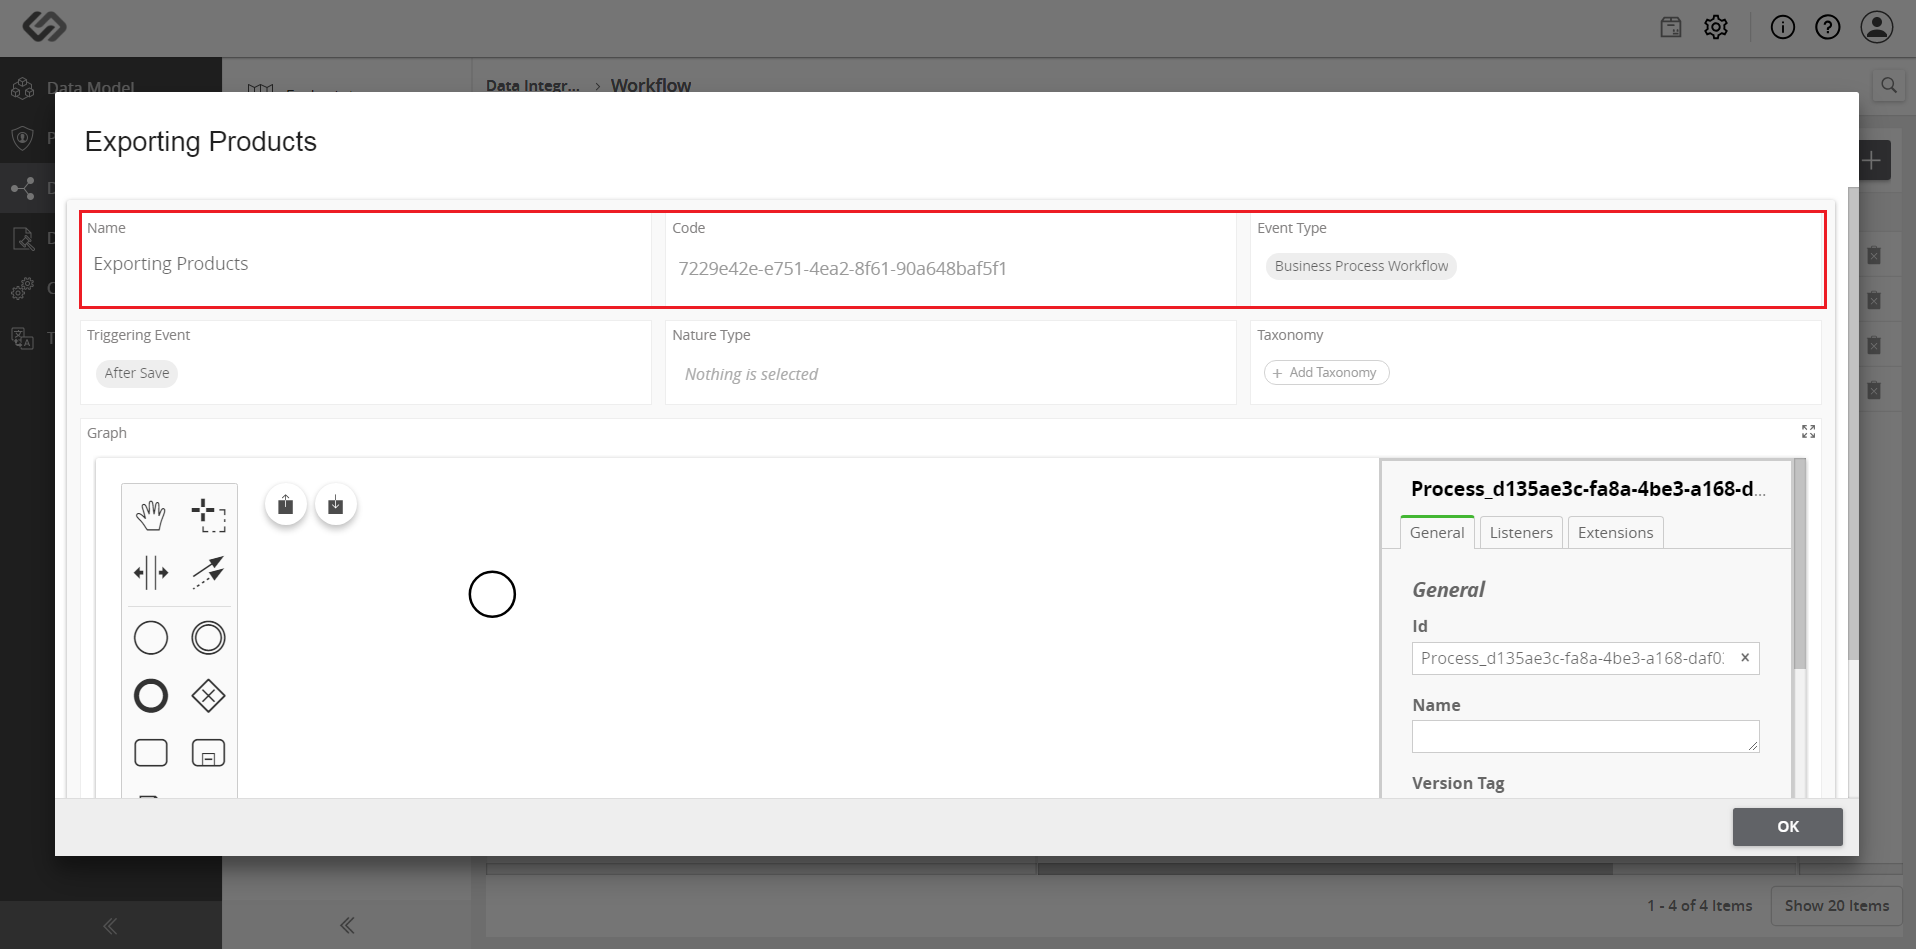 Data Model
Data Integr... > Workflow
Exporting Products
Name
Exporting Products
Code
7229e42e-e751-4ea2-8f61-90a648baf5f1
Event Type
Business Process Workflow
Triggering Event
After Save
Nature Type
Nothing is selected
Taxonomy
+ Add Taxonomy
Graph
Process_d135ae3c-fa8a-4be3-a168-d...
General
Listeners
Extensions
General
Id
Process_d135ae3c-fa8a-4be3-a168-daf0
Name
Version Tag
OK
1 - 4 of 4 Items
Show 20 Items